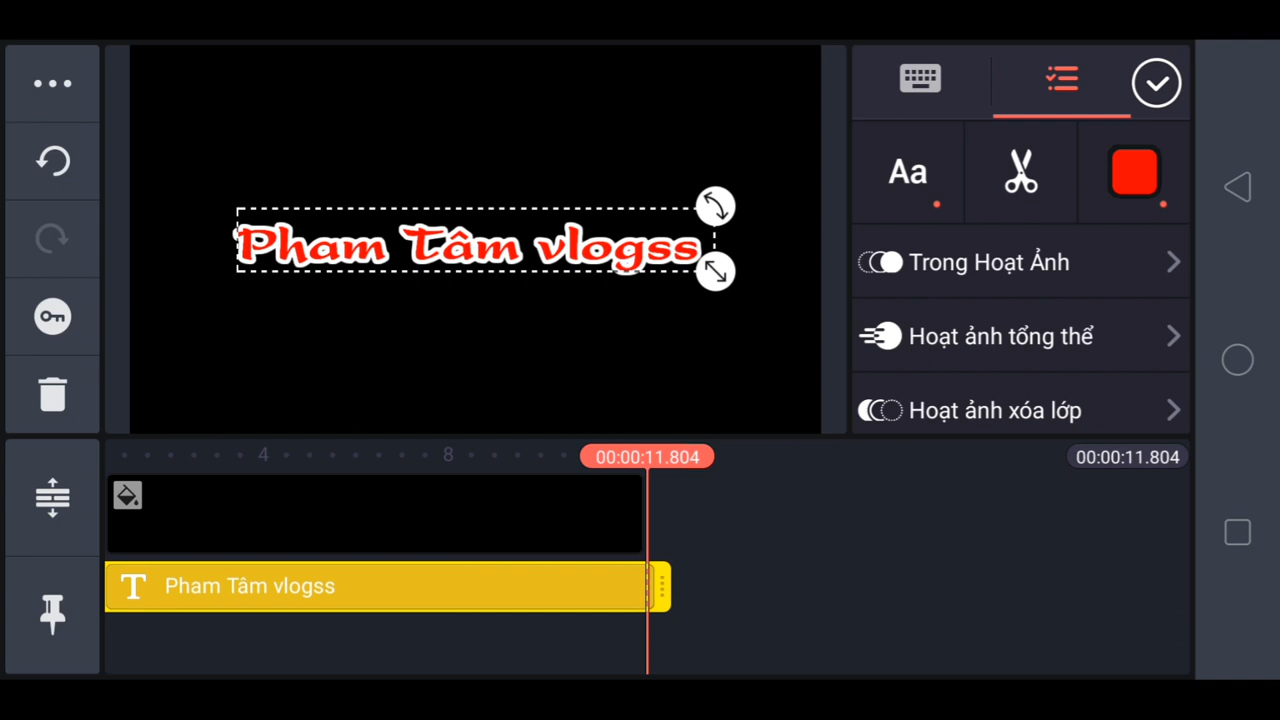 Pham Tâm vlogss
Aa
Trong Hoạt Ảnh
Hoạt ảnh tổng thể
Hoạt ảnh xóa lớp
4
8
00:00:11.804
00:00:11.804
T Pham Tâm vlogss